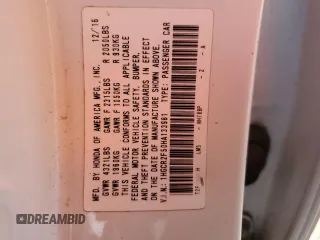 MFD. BY HONDA OF AMERICA MFG., INC. 12/16
GVWR 4321LBS GAWR F 2315LBS R 2050LBS
GVWR 1960KG GAWR F 1050KG R 930KG
THIS VEHICLE CONFORMS TO ALL APPLICABLE
FEDERAL MOTOR VEHICLE SAFETY, BUMPER,
AND THEFT PREVENTION STANDARDS IN EFFECT
ON THE DATE OF MANUFACTURE SHOWN ABOVE.
V.I.N.: TYPE: PASSENGER CAR
DREAMBID